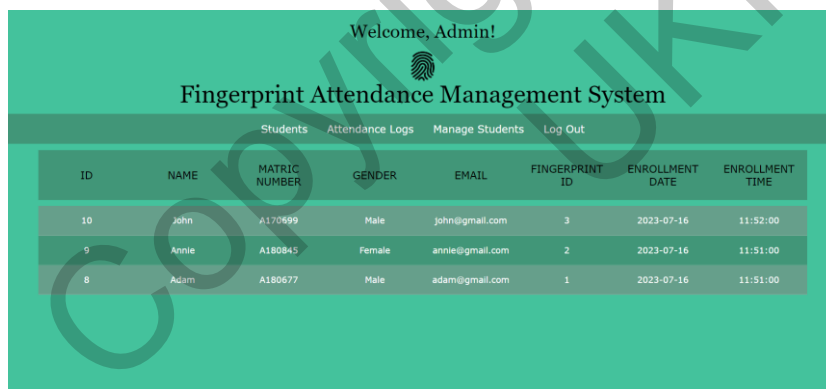 Welcome, Admin!
Fingerprint Attendance Management System
Students Attendance Logs Manage Students Log Out
ID NAME MATRIC NUMBER GENDER EMAIL FINGERPRINT ID ENROLLMENT DATE ENROLLMENT TIME
10 John A170699 Male john@gmail.com 3 2023-07-16 11:52:00
9 Annie A180845 Female annie@gmail.com 2 2023-07-16 11:51:00
8 Adam A180677 Male adam@gmail.com 1 2023-07-16 11:51:00